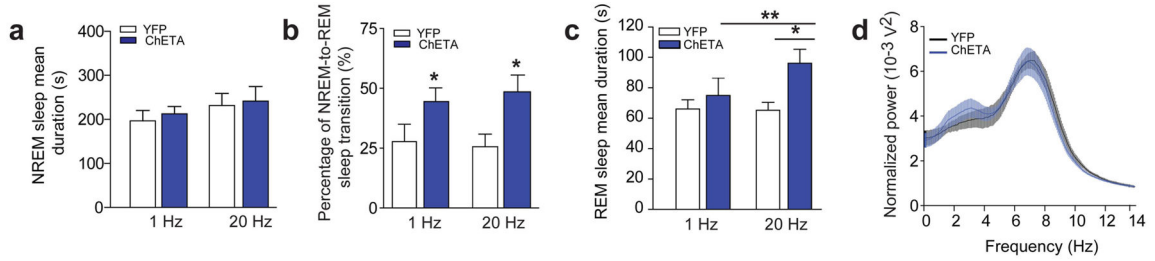 a
NREM sleep mean
duration (s)
400
300
200
100
0
YFP
ChETA
1 Hz
20 Hz
b
Percentage of NREM-to-REM
sleep transition (%)
75
50
25
0
YFP
ChETA
*
*
1 Hz
20 Hz
c
REM sleep mean duration (s)
120
100
80
60
40
20
0
YFP
ChETA
**
*
1 Hz
20 Hz
d
Normalized power (10-3 V2)
8
6
4
2
0
YFP
ChETA
0
2
4
6
8
10
12
14
Frequency (Hz)